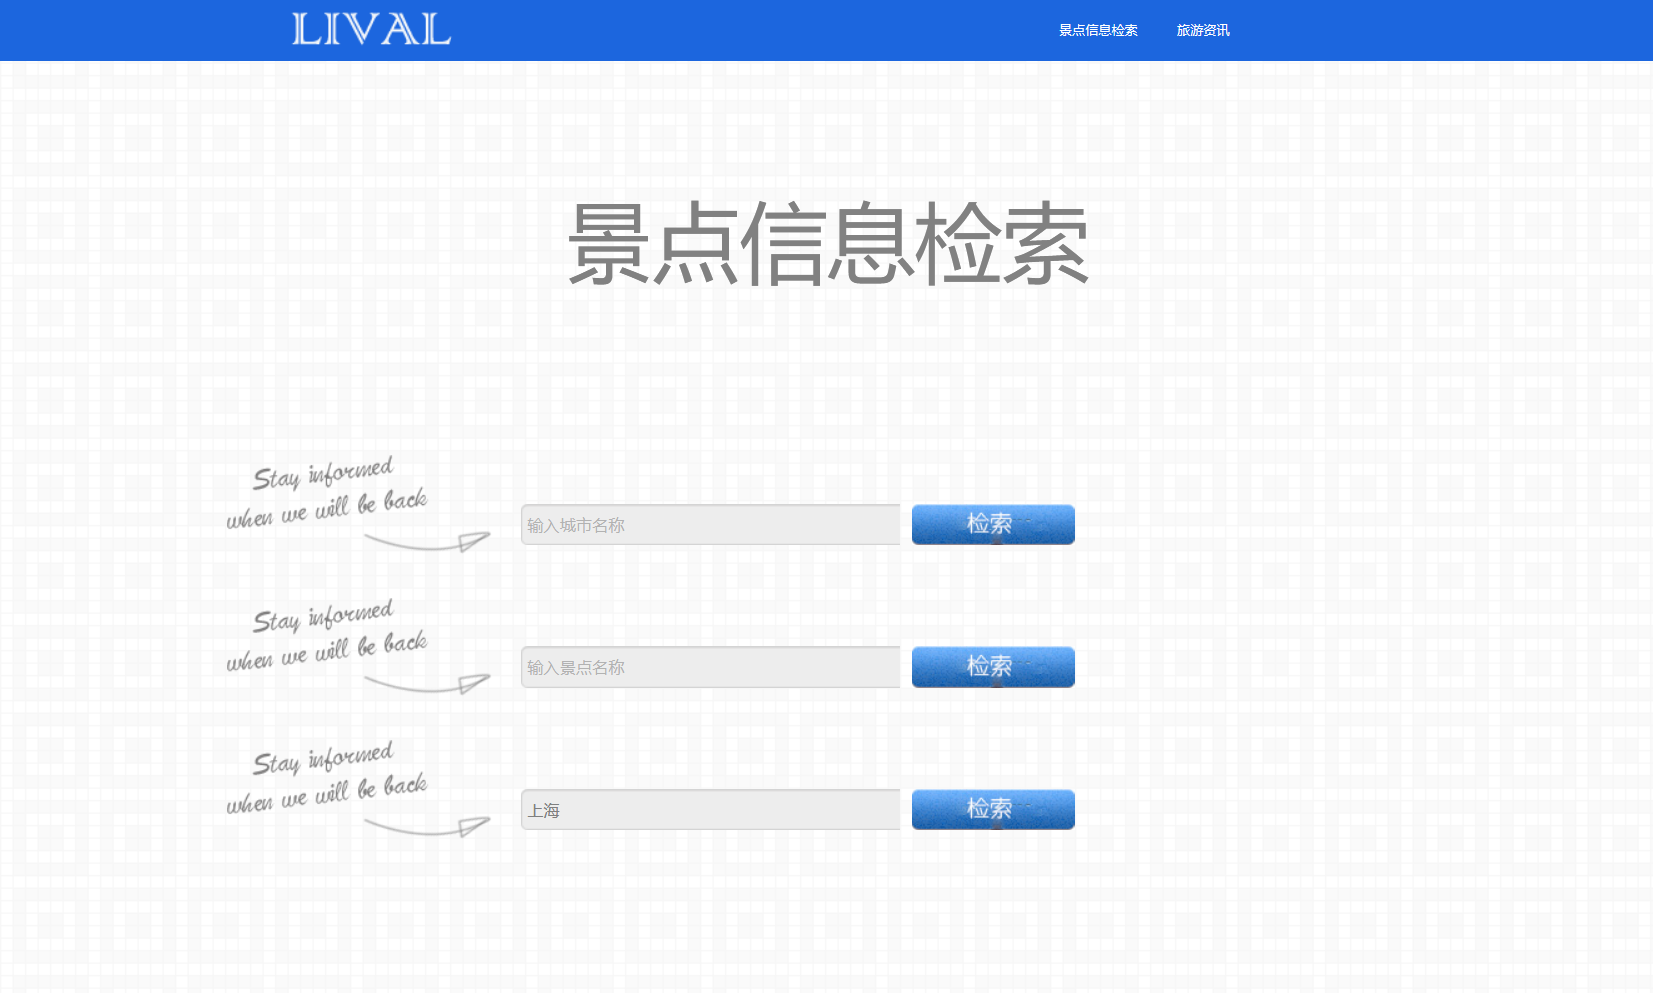 LIVAL
景点信息检索
旅游资讯
景点信息检索
Stay informed
when we will be back
输入城市名称
检索
Stay informed
when we will be back
输入景点名称
检索
Stay informed
when we will be back
上海
检索